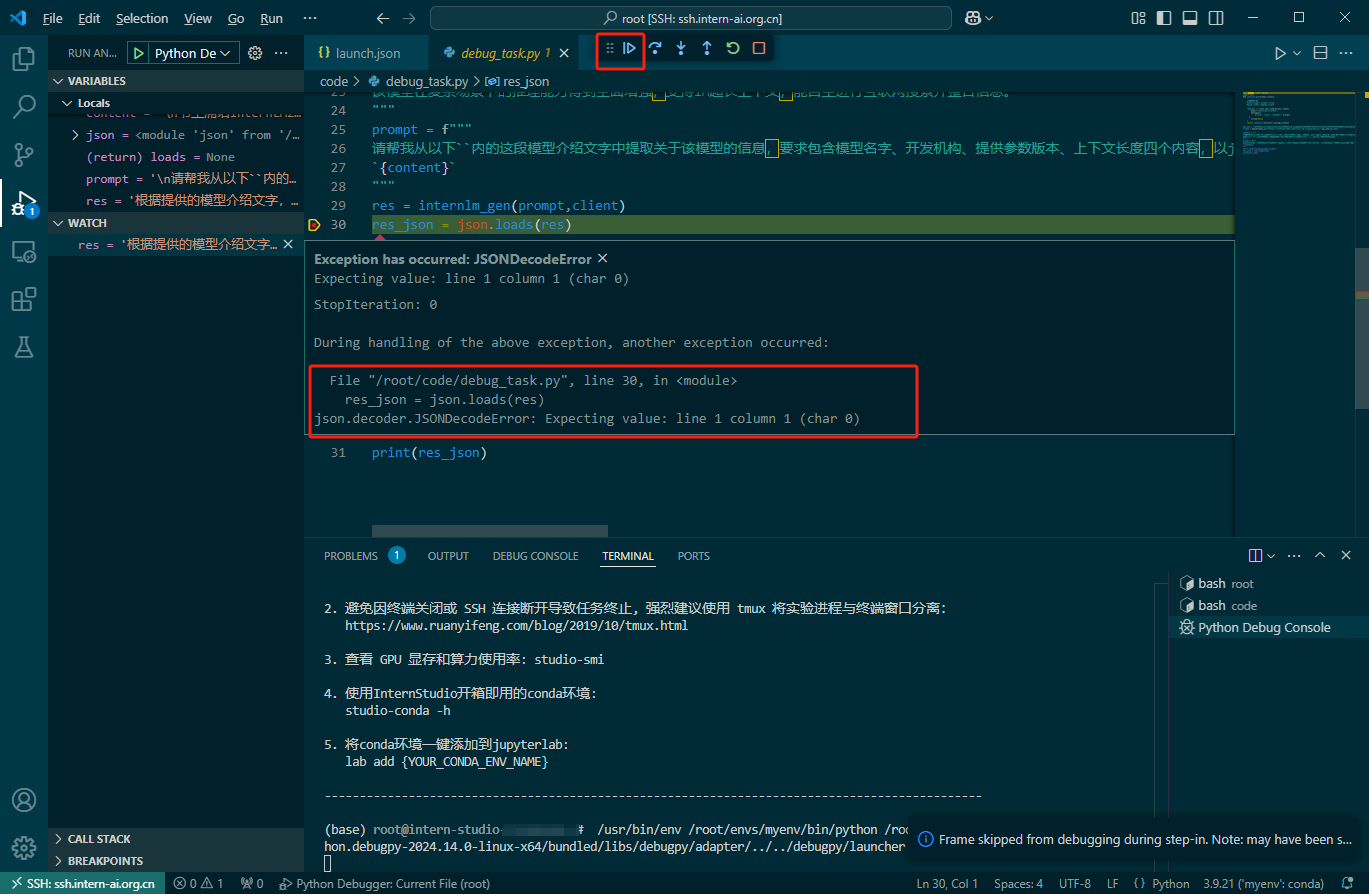 File Edit Selection View Go Run ··· root [SSH: ssh.intern-ai.org.cn]
RUN AN... Python De ···
launch.json debug_task.py 1
VARIABLES
Locals
json = <module 'json' from '/...
(return) loads = None
prompt = '\n请帮我从以下``内的...
res = '根据提供的模型介绍文字，...
WATCH
res = '根据提供的模型介绍文字...
CALL STACK
BREAKPOINTS
code > debug_task.py > res_json
24 """
25 prompt = f"""
26 请帮我从以下``内的这段模型介绍文字中提取关于该模型的信息，要求包含模型名字、开发机构、提供参数版本、上下文长度四个内容，以
27 `{content}`
28 """
29 res = internlm_gen(prompt,client)
30 res_json = json.loads(res)
Exception has occurred: JSONDecodeError
Expecting value: line 1 column 1 (char 0)
StopIteration: 0
During handling of the above exception, another exception occurred:
File "/root/code/debug_task.py", line 30, in <module>
res_json = json.loads(res)
json.decoder.JSONDecodeError: Expecting value: line 1 column 1 (char 0)
31 print(res_json)
PROBLEMS 1 OUTPUT DEBUG CONSOLE TERMINAL PORTS
2. 避免因终端关闭或 SSH 连接断开导致任务终止，强烈建议使用 tmux 将实验进程与终端窗口分离：
https://www.ruanyifeng.com/blog/2019/10/tmux.html
3. 查看 GPU 显存和算力使用率：studio-smi
4. 使用InternStudio开箱即用的conda环境：
studio-conda -h
5. 将conda环境一键添加到jupyterlab：
lab add {YOUR_CONDA_ENV_NAME}
--------------------------------------------------------------------------------------
(base) root@intern-studio- # /usr/bin/env /root/envs/myenv/bin/python /ro
hon.debugpy-2024.14.0-linux-x64/bundled/libs/debugpy/adapter/../../debugpy/launcher
bash root
bash code
Python Debug Console
Frame skipped from debugging during step-in. Note: may have been s...
SSH: ssh.intern-ai.org.cn 0 1 0 Python Debugger: Current File (root) Ln 30, Col 1 Spaces: 4 UTF-8 LF {} Python 3.9.21 ('myenv': conda)